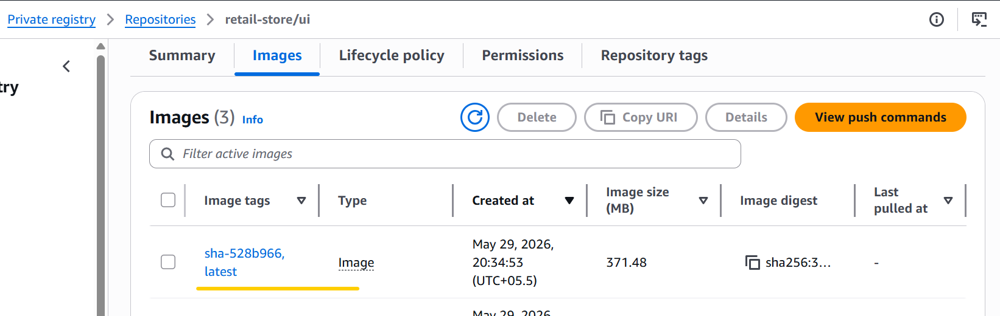 Private registry > Repositories > retail-store/ui
try
Summary
Images
Lifecycle policy
Permissions
Repository tags
Images (3) Info
Delete
Copy URI
Details
View push commands
Filter active images
Image tags
Type
Created at
Image size
(MB)
Image digest
Last
pulled at
sha-528b966,
latest
Image
May 29, 2026,
20:34:53
(UTC+05.5)
371.48
sha256:3...
-
May 29, 2026,